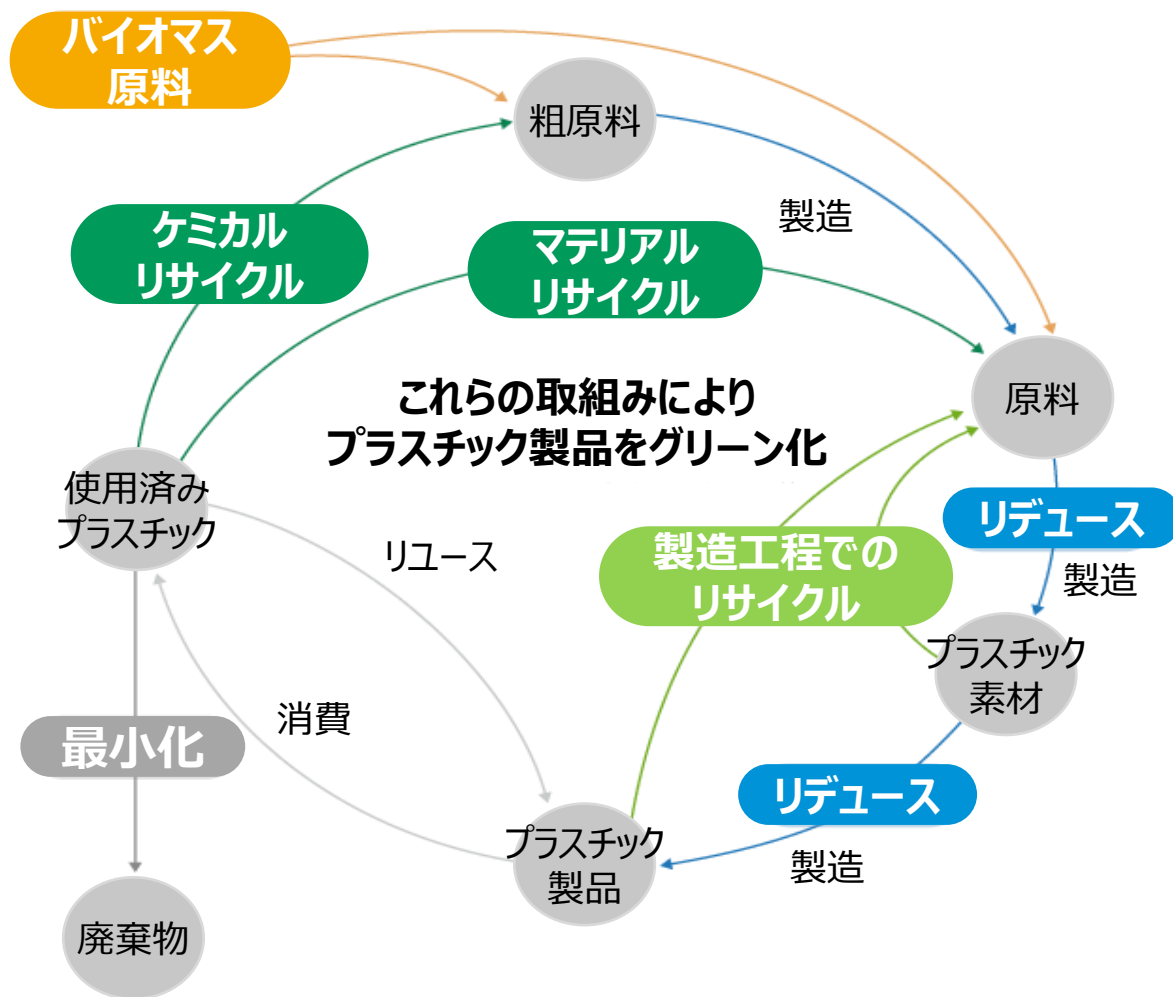 バイオマス
原料
粗原料
製造
ケミカル
リサイクル
マテリアル
リサイクル
これらの取組みにより
プラスチック製品をグリーン化
原料
使用済み
プラスチック
リユース
リデュース
製造
製造工程での
リサイクル
プラスチック
素材
消費
最小化
リデュース
製造
プラスチック
製品
廃棄物